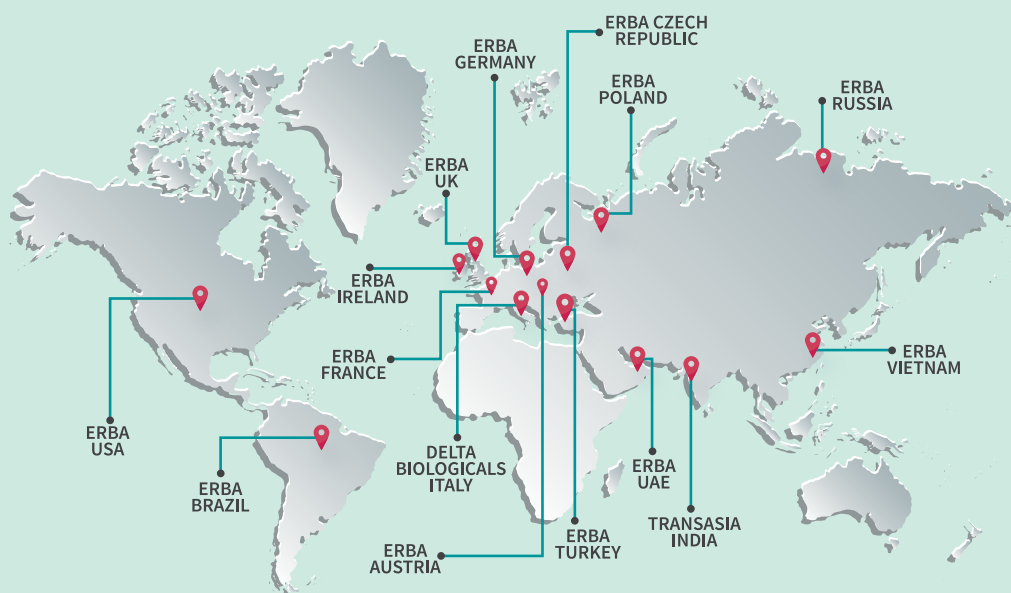 ERBA CZECH
REPUBLIC
ERBA
GERMANY
ERBA
POLAND
ERBA
RUSSIA
ERBA
UK
ERBA
IRELAND
ERBA
FRANCE
ERBA
VIETNAM
ERBA
USA
DELTA
BIOLOGICALS
ITALY
ERBA
UAE
ERBA
BRAZIL
TRANSASIA
INDIA
ERBA
TURKEY
ERBA
AUSTRIA